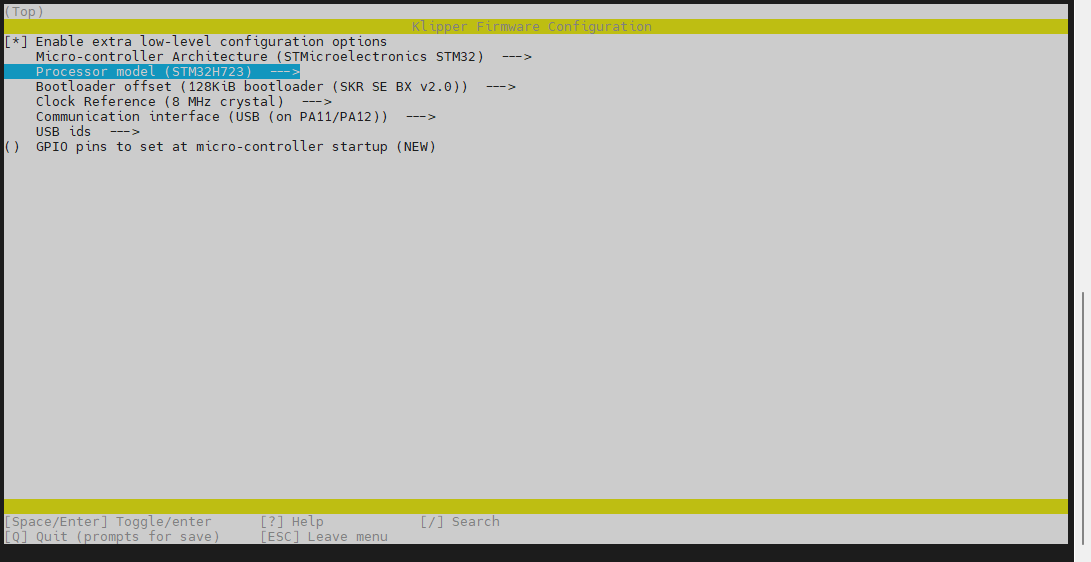 (Top)
Klipper Firmware Configuration
[*] Enable extra low-level configuration options
Micro-controller Architecture (STMicroelectronics STM32)  --->
Processor model (STM32H723)  --->
Bootloader offset (128KiB bootloader (SKR SE BX v2.0))  --->
Clock Reference (8 MHz crystal)  --->
Communication interface (USB (on PA11/PA12))  --->
USB ids  --->
()  GPIO pins to set at micro-controller startup (NEW)
[Space/Enter] Toggle/enter      [?] Help            [/] Search
[Q] Quit (prompts for save)     [ESC] Leave menu